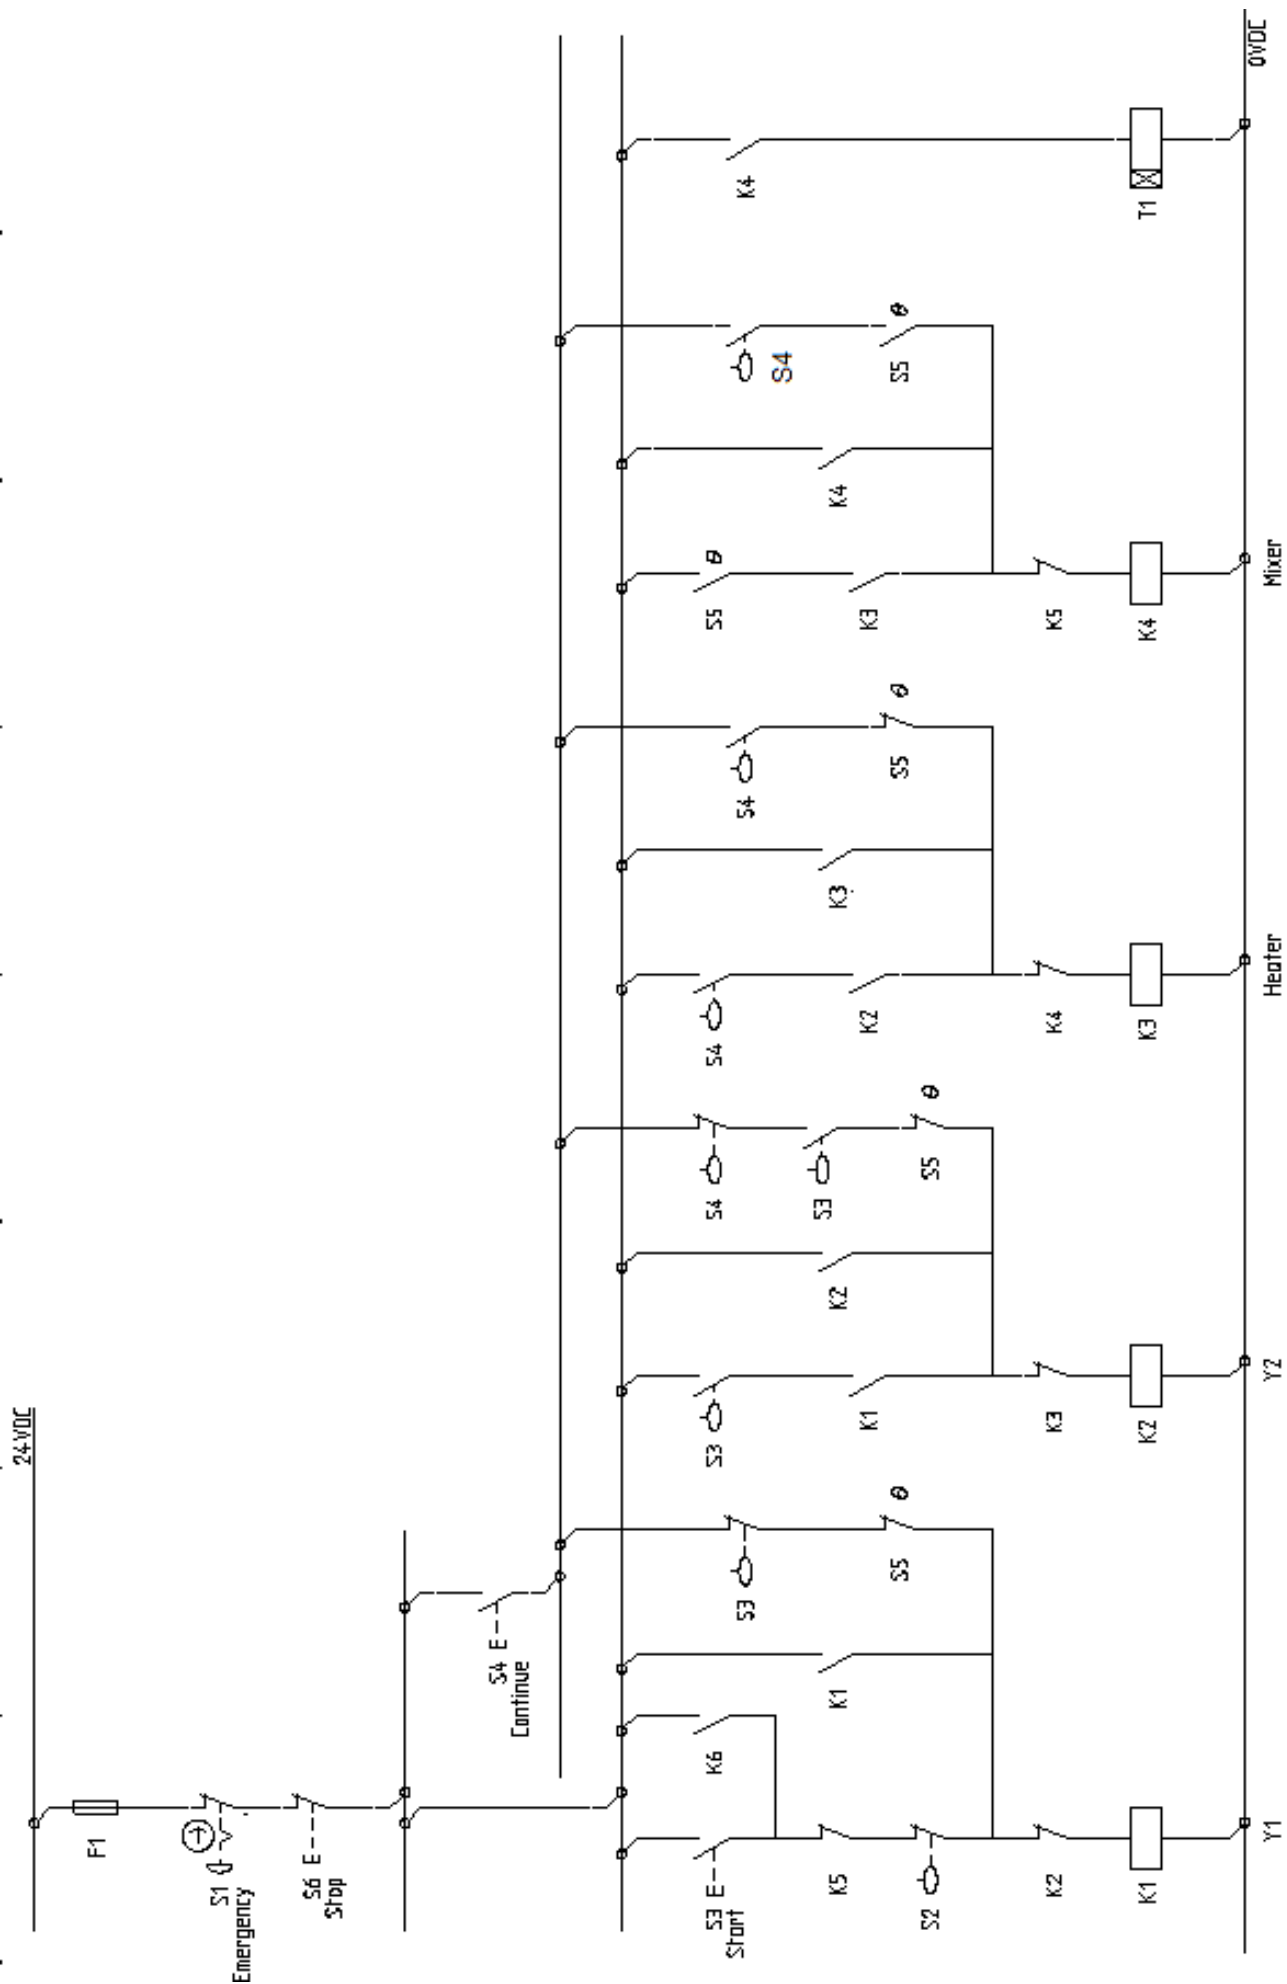 24VDC
F1
S1
Emergency
S6
Stop
S4
Continue
S3
Start
K6
S3
S4
S4
S5
θ
S3
S4
S4
K4
K5
K1
K2
S3
K3
K4
K1
K2
K3
S2
S5
θ
S5
θ
S5
θ
S5
θ
K2
K3
K4
K5
K1
K2
K3
K4
T1
0VDC
Y1
Y2
Heater
Mixer